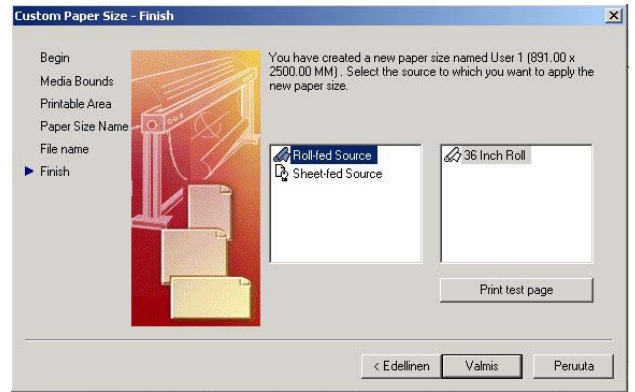 Custom Paper Size - Finish
Begin
Media Bounds
Printable Area
Paper Size Name
File name
Finish
You have created a new paper size named User 1 (891.00 x
2500.00 MM) . Select the source to which you want to apply the
new paper size.
Roll-fed Source
Sheet-fed Source
36 Inch Roll
Print test page
< Edellinen
Valmis
Peruuta